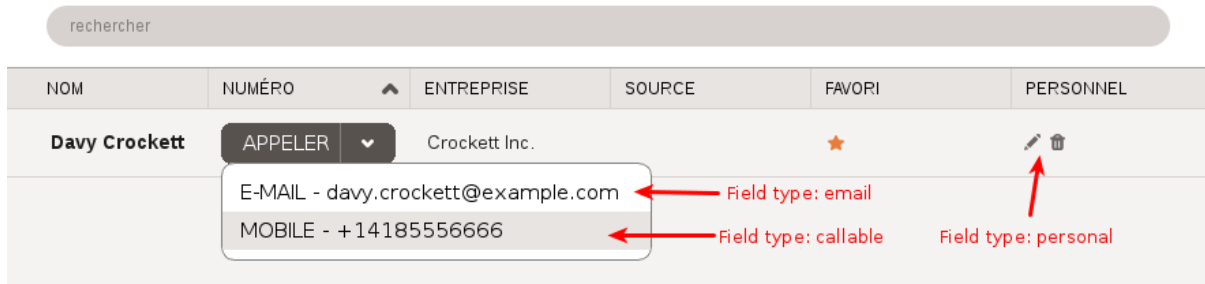 rechercher
NOM NUMÉRO ENTREPRISE SOURCE FAVORI PERSONNEL
Davy Crockett APPELER Crockett Inc.
E-MAIL - davy.crockett@example.com Field type: email
MOBILE - +14185556666 Field type: callable Field type: personal